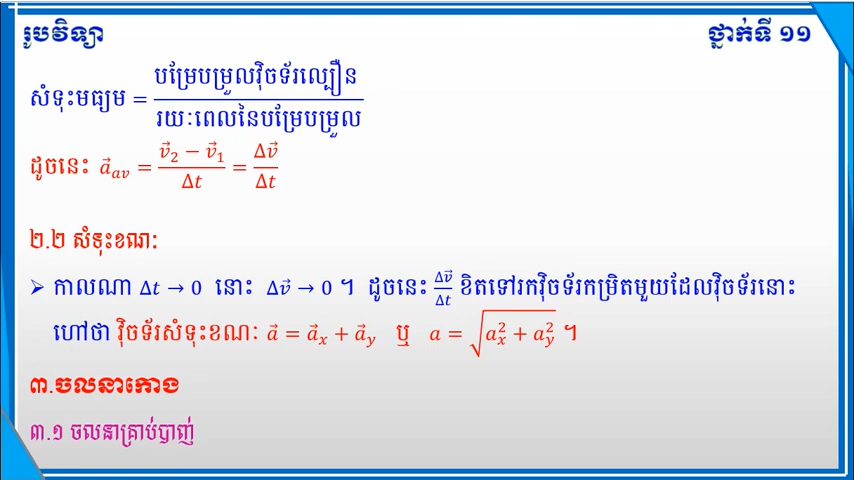 រូបវិទ្យា
ថ្នាក់ទី ១១
សំទុះមធ្យម = បម្រែបម្រួលវ៉ិចទ័រល្បឿន / រយៈពេលនៃបម្រែបម្រួល
ដូចនេះ a⃗_av = (v⃗₂ − v⃗₁)/Δt = Δv⃗/Δt
២.២ សំទុះខណៈ
➢ កាលណា Δt → 0 នោះ Δv⃗ → 0 ។ ដូចនេះ Δv⃗/Δt ខិតទៅរកវ៉ិចទ័រកម្រិតមួយដែលវ៉ិចទ័រនោះ
ហៅថា វ៉ិចទ័រសំទុះខណៈ a⃗ = a⃗ₓ + a⃗_y ឬ a = √(aₓ² + a_y²) ។
៣.ចលនាកោង
៣.១ ចលនាគ្រាប់បាញ់